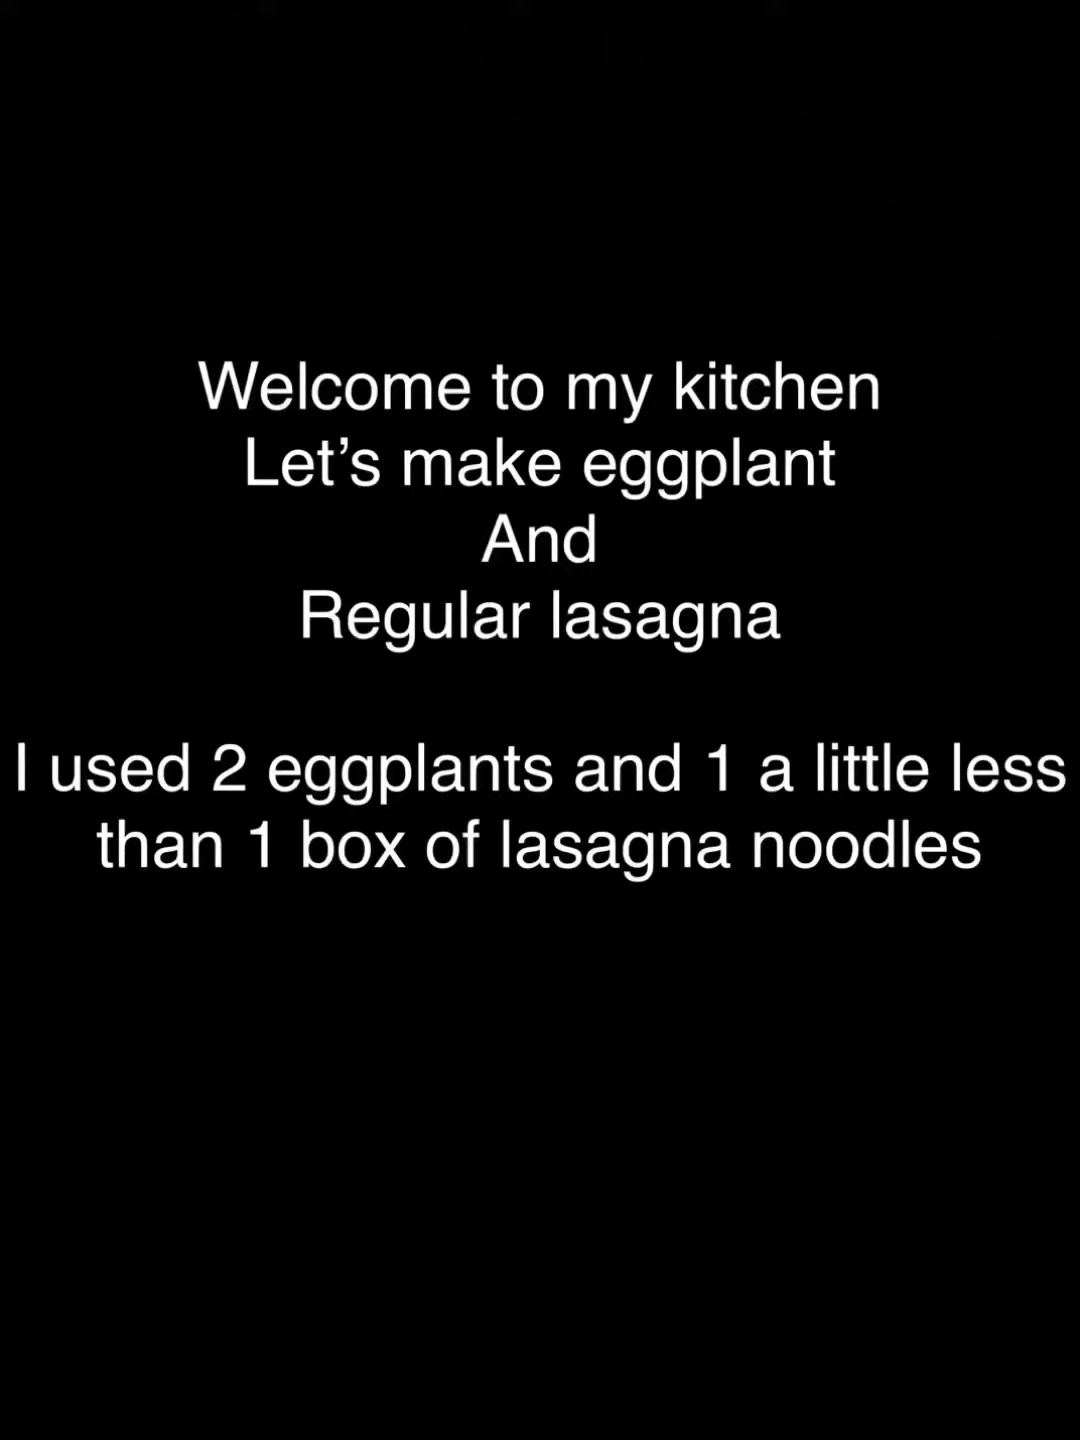 Welcome to my kitchen
Let’s make eggplant
And
Regular lasagna
I used 2 eggplants and 1 a little less
than 1 box of lasagna noodles